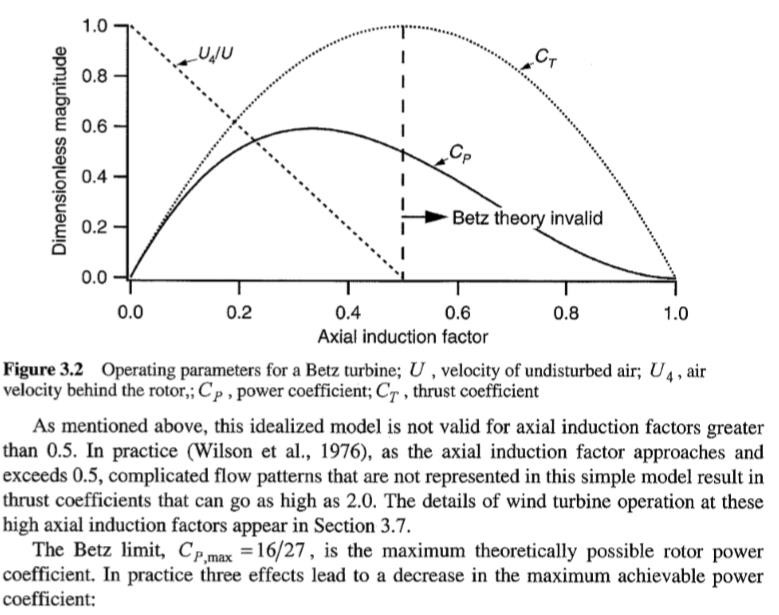 Dimensionless magnitude
1.0
0.8
0.6
0.4
0.2
0.0
U4/U
CT
CP
Betz theory invalid
0.0 0.2 0.4 0.6 0.8 1.0
Axial induction factor
Figure 3.2 Operating parameters for a Betz turbine; U , velocity of undisturbed air; U4 , air
velocity behind the rotor,; CP , power coefficient; CT , thrust coefficient
As mentioned above, this idealized model is not valid for axial induction factors greater
than 0.5. In practice (Wilson et al., 1976), as the axial induction factor approaches and
exceeds 0.5, complicated flow patterns that are not represented in this simple model result in
thrust coefficients that can go as high as 2.0. The details of wind turbine operation at these
high axial induction factors appear in Section 3.7.
The Betz limit, CP,max =16/27 , is the maximum theoretically possible rotor power
coefficient. In practice three effects lead to a decrease in the maximum achievable power
coefficient: